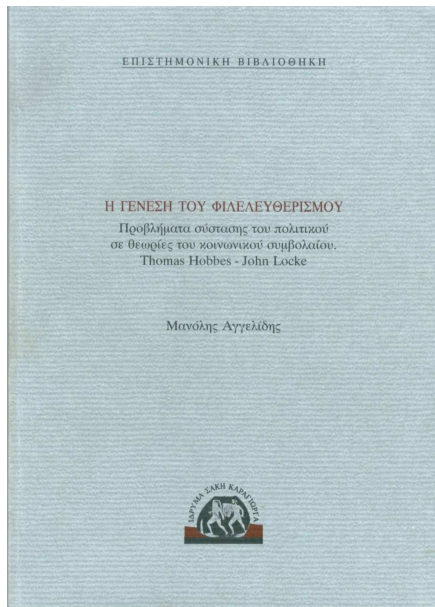 ΕΠΙΣΤΗΜΟΝΙΚΗ ΒΙΒΛΙΟΘΗΚΗ
Η ΓΕΝΕΣΗ ΤΟΥ ΦΙΛΕΛΕΥΘΕΡΙΣΜΟΥ
Προβλήματα σύστασης του πολιτικού
σε θεωρίες του κοινωνικού συμβολαίου.
Thomas Hobbes - John Locke
Μανόλης Αγγελίδης
ΙΔΡΥΜΑ ΣΑΚΗ ΚΑΡΑΓΙΩΡΓΑ